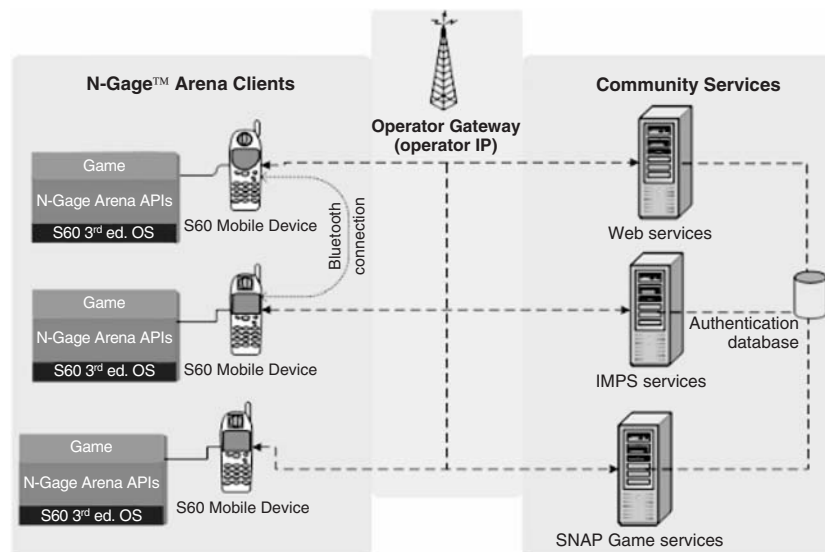 N-Gage™ Arena Clients
Operator Gateway
(operator IP)
Community Services
Game
N-Gage Arena APIs
S60 3rd ed. OS
S60 Mobile Device
Bluetooth
connection
Web services
Game
N-Gage Arena APIs
S60 3rd ed. OS
S60 Mobile Device
Authentication
database
IMPS services
Game
N-Gage Arena APIs
S60 3rd ed. OS
S60 Mobile Device
SNAP Game services